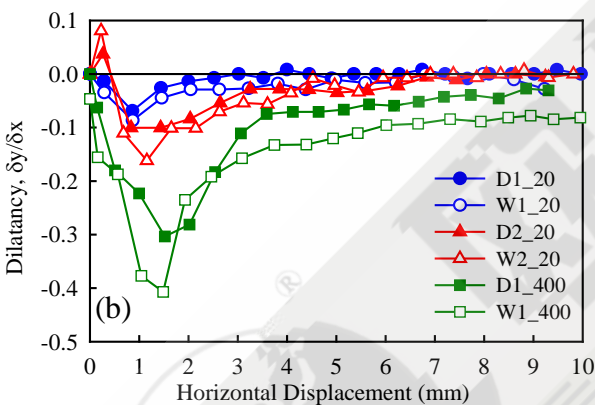 0.1
0.0
-0.1
-0.2
-0.3
-0.4
-0.5
Dilatancy, δy/δx
(b)
D1_20
W1_20
D2_20
W2_20
D1_400
W1_400
0 1 2 3 4 5 6 7 8 9 10
Horizontal Displacement (mm)
®